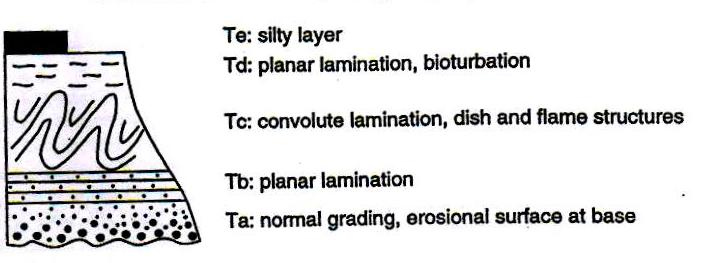 Te: silty layer
Td: planar lamination, bioturbation
Tc: convolute lamination, dish and flame structures
Tb: planar lamination
Ta: normal grading, erosional surface at base